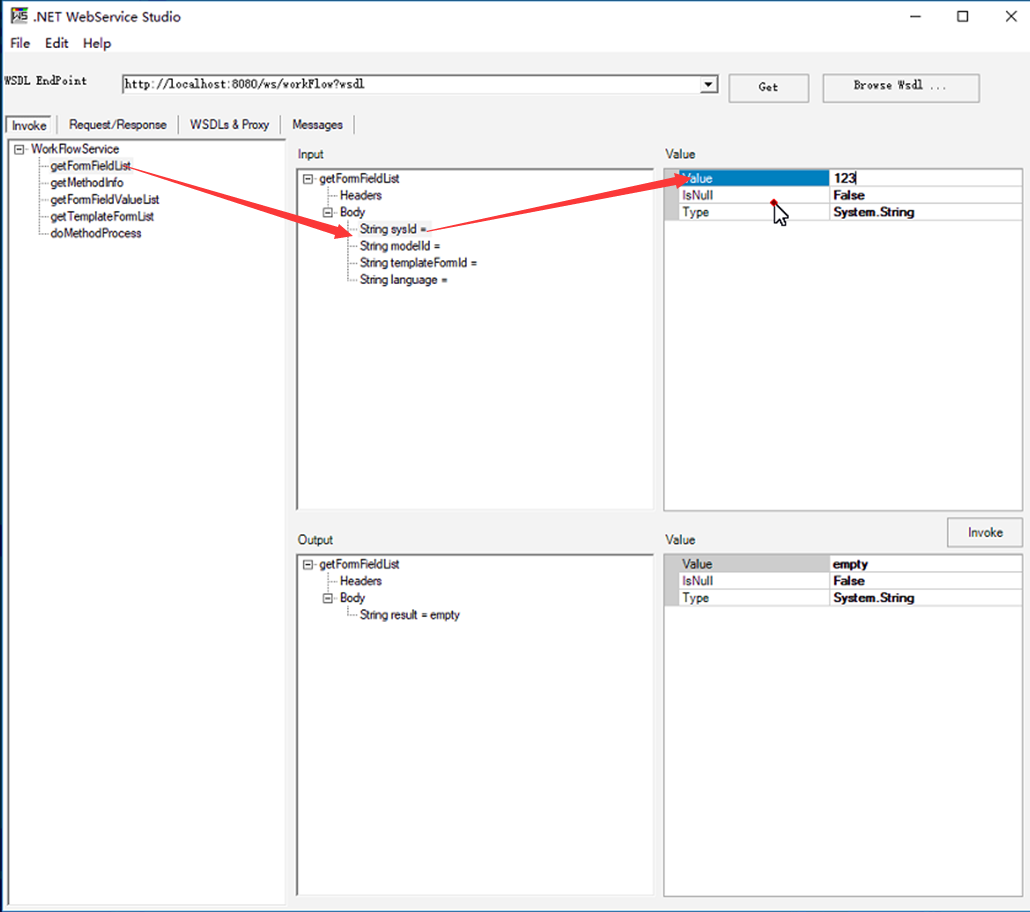 .NET WebService Studio
File Edit Help
WSDL EndPoint http://localhost:8080/ws/workFlow?wsdl Get Browse Wsdl ...
Invoke Request/Response WSDLs & Proxy Messages
WorkFlowService
getFormFieldList
getMethodInfo
getFormFieldValueList
getTemplateFormList
doMethodProcess
Input
getFormFieldList
Headers
Body
String sysId =
String modelId =
String templateFormId =
String language =
Value
Value 123
IsNull False
Type System.String
Invoke
Output
getFormFieldList
Headers
Body
String result = empty
Value
Value empty
IsNull False
Type System.String